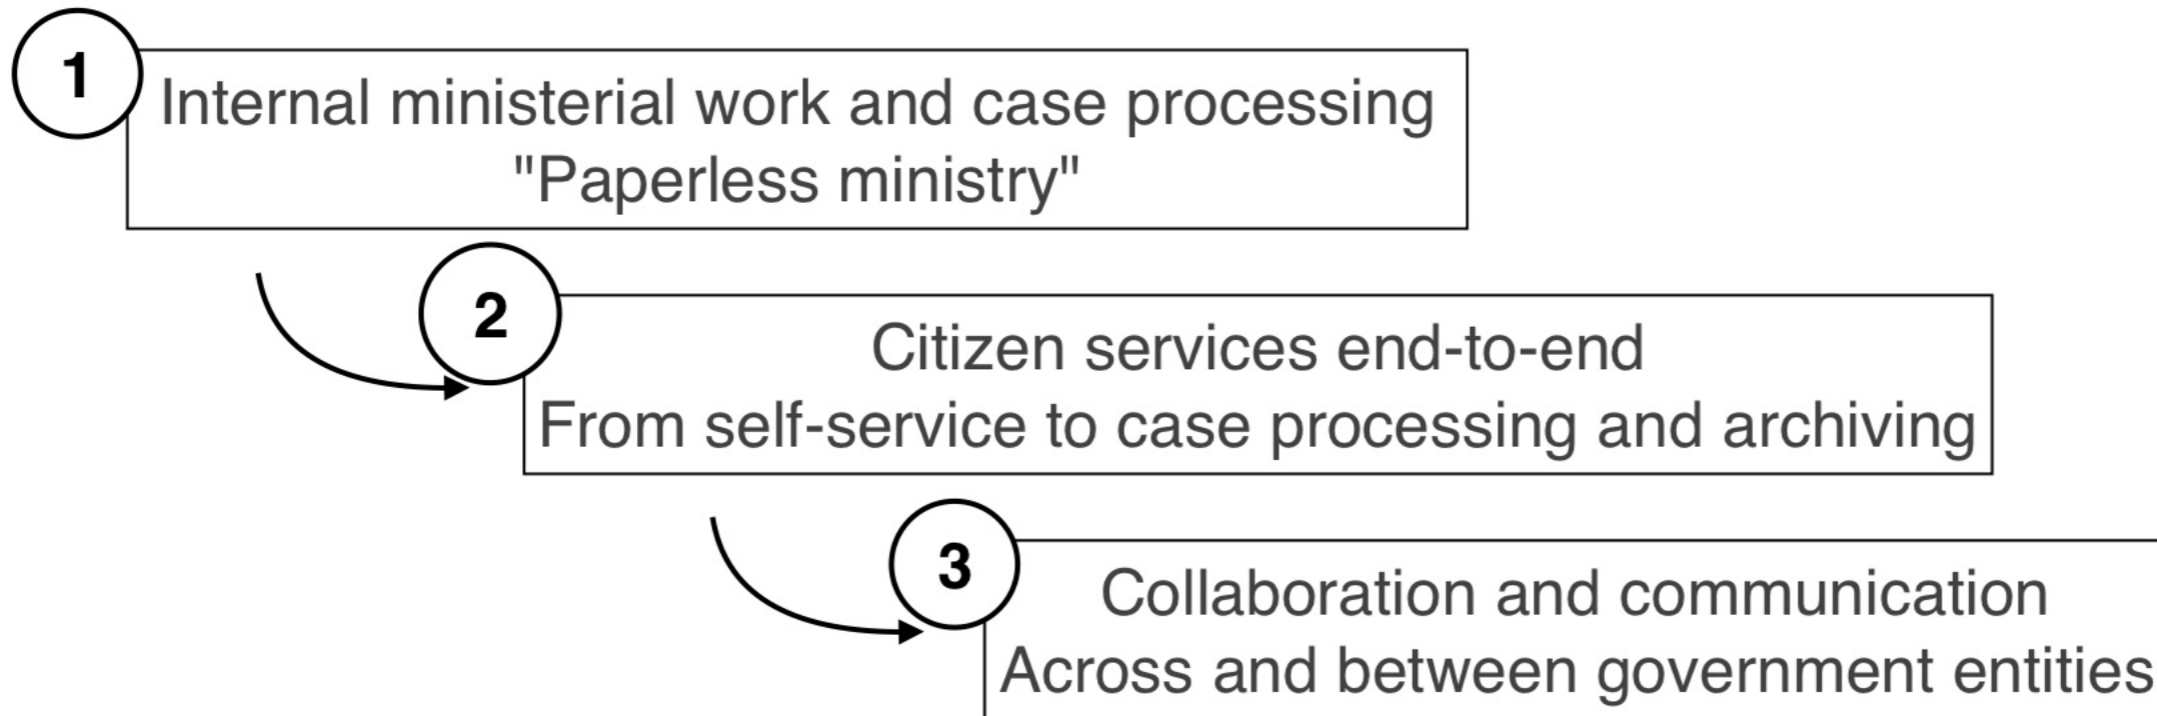 1
Internal ministerial work and case processing
"Paperless ministry"
2
Citizen services end-to-end
From self-service to case processing and archiving
3
Collaboration and communication
Across and between government entities